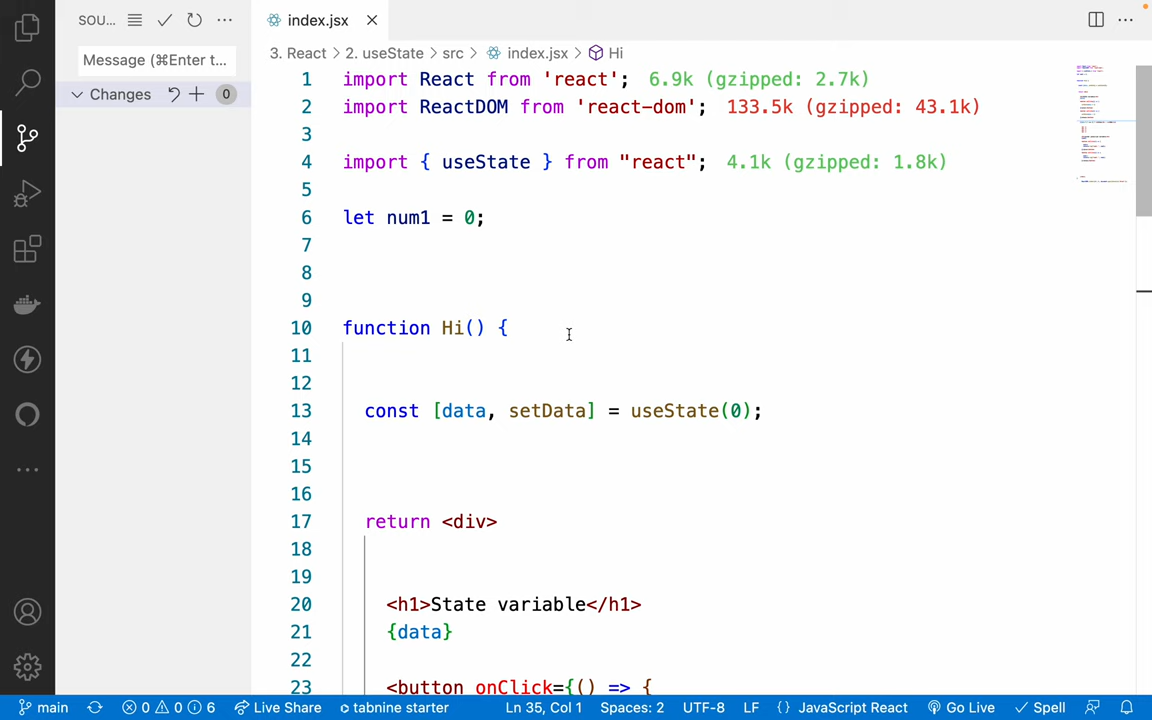 SOU...
index.jsx
3. React > 2. useState > src > index.jsx > Hi
Message (⌘Enter t...
Changes
0
1 import React from 'react'; 6.9k (gzipped: 2.7k)
2 import ReactDOM from 'react-dom'; 133.5k (gzipped: 43.1k)
3
4 import { useState } from "react"; 4.1k (gzipped: 1.8k)
5
6 let num1 = 0;
7
8
9
10 function Hi() {
11
12
13 const [data, setData] = useState(0);
14
15
16
17 return <div>
18
19
20 <h1>State variable</h1>
21 {data}
22
23 <button onClick={() => {
main 0 0 6 Live Share tabnine starter Ln 35, Col 1 Spaces: 2 UTF-8 LF {} JavaScript React Go Live Spell